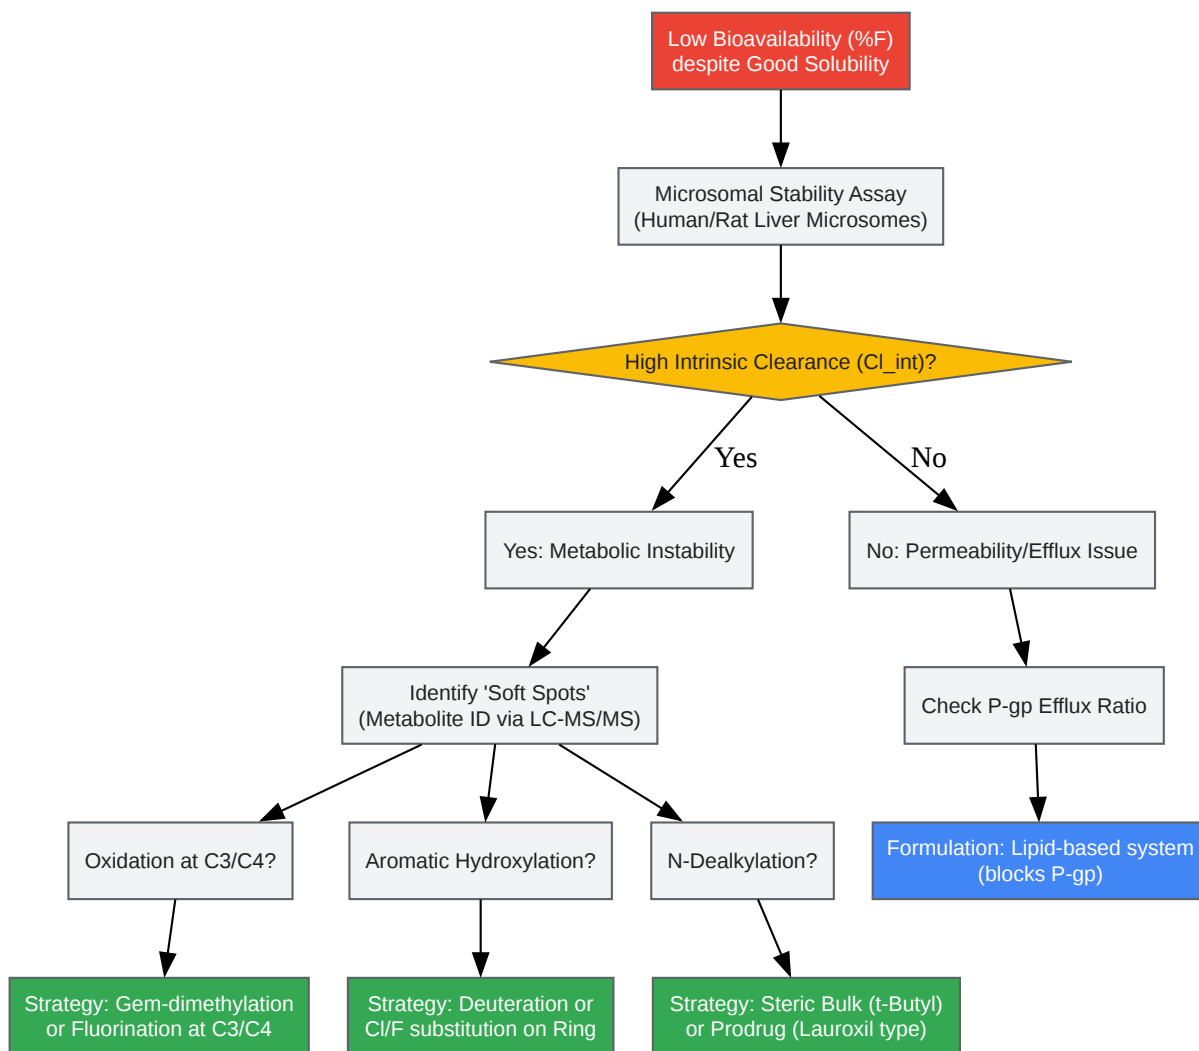 Low Bioavailability (%F)
despite Good Solubility
Microsomal Stability Assay
(Human/Rat Liver Microsomes)
High Intrinsic Clearance (Cl_int)?
Yes
No
Yes: Metabolic Instability
No: Permeability/Efflux Issue
Identify 'Soft Spots'
(Metabolite ID via LC-MS/MS)
Check P-gp Efflux Ratio
Oxidation at C3/C4?
Aromatic Hydroxylation?
N-Dealkylation?
Formulation: Lipid-based system
(blocks P-gp)
Strategy: Gem-dimethylation
or Fluorination at C3/C4
Strategy: Deuteration or
Cl/F substitution on Ring
Strategy: Steric Bulk (t-Butyl)
or Prodrug (Lauroxil type)